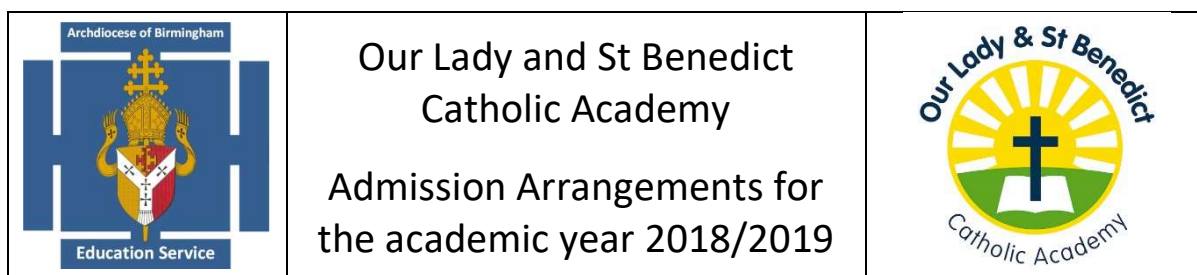 Archdiocese of Birmingham
Education Service
Our Lady and St Benedict
Catholic Academy
Admission Arrangements for
the academic year 2018/2019
Our Lady & St Benedict
Catholic Academy